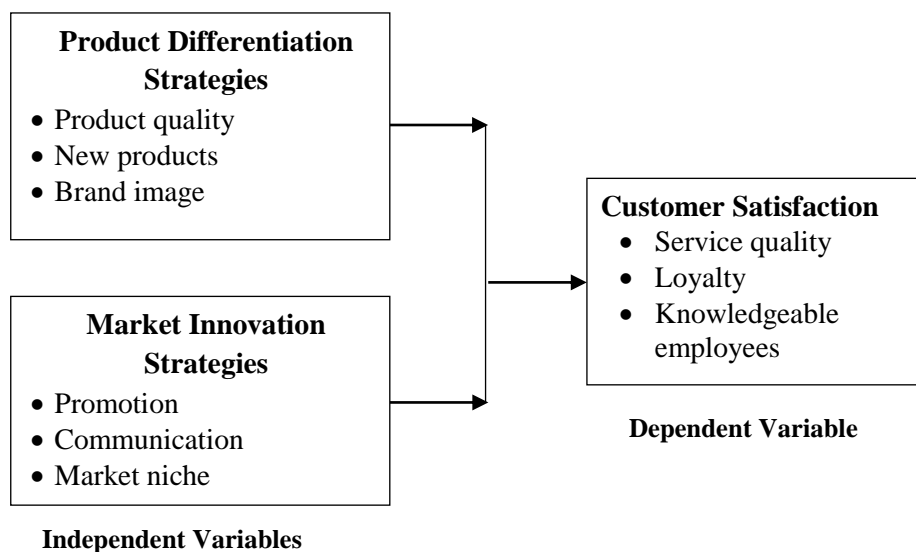 Product Differentiation
Strategies
• Product quality
• New products
• Brand image
Market Innovation
Strategies
• Promotion
• Communication
• Market niche
Independent Variables
Customer Satisfaction
• Service quality
• Loyalty
• Knowledgeable
employees
Dependent Variable